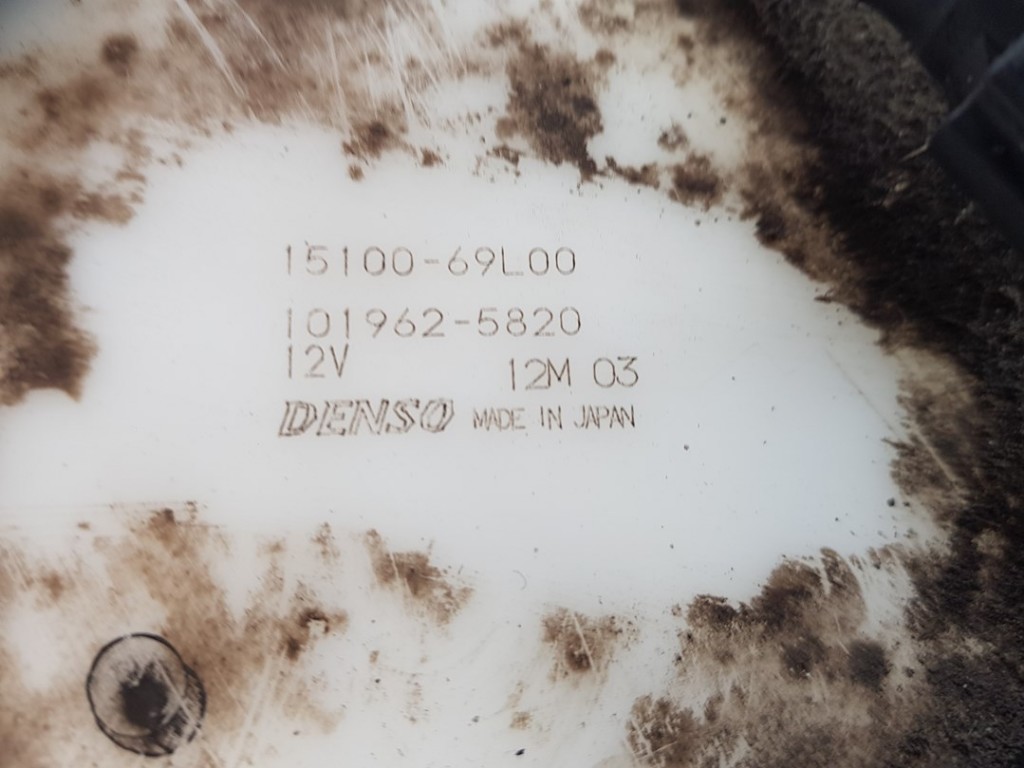 15100-69L00
101962-5820
12V 12M 03
DENSO MADE IN JAPAN